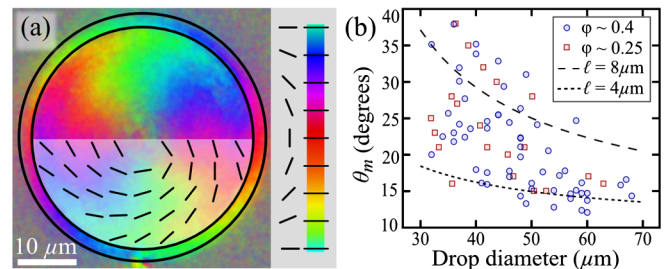 (a)
10 μm
(b)
40
35
30
25
20
15
10
θm (degrees)
φ ~ 0.4
φ ~ 0.25
ℓ = 8μm
ℓ = 4μm
30 40 50 60 70
Drop diameter (μm)